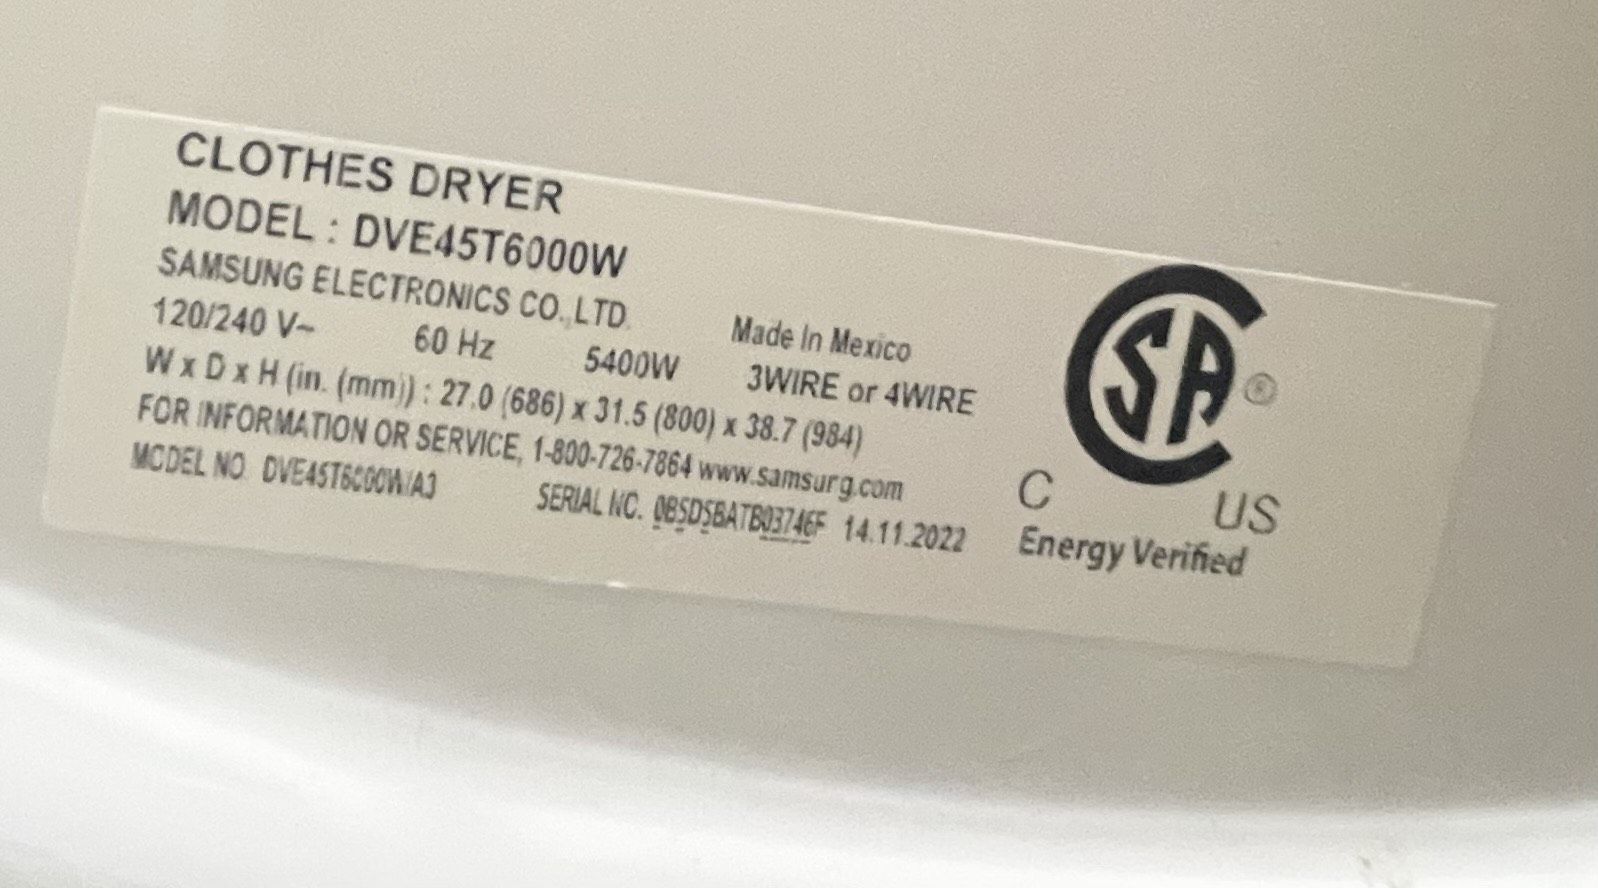 CLOTHES DRYER
MODEL : DVE45T6000W
SAMSUNG ELECTRONICS CO.,LTD. Made In Mexico
120/240 V~ 60 Hz 5400W 3WIRE or 4WIRE
W x D x H (in. (mm)) : 27.0 (686) x 31.5 (800) x 38.7 (984)
FOR INFORMATION OR SERVICE, 1-800-726-7864 www.samsung.com
MODEL NO. DVE45T6000W/A3 SERIAL NO. 0BSDSBATB03746F 14.11.2022
CSA ®
C US
Energy Verified